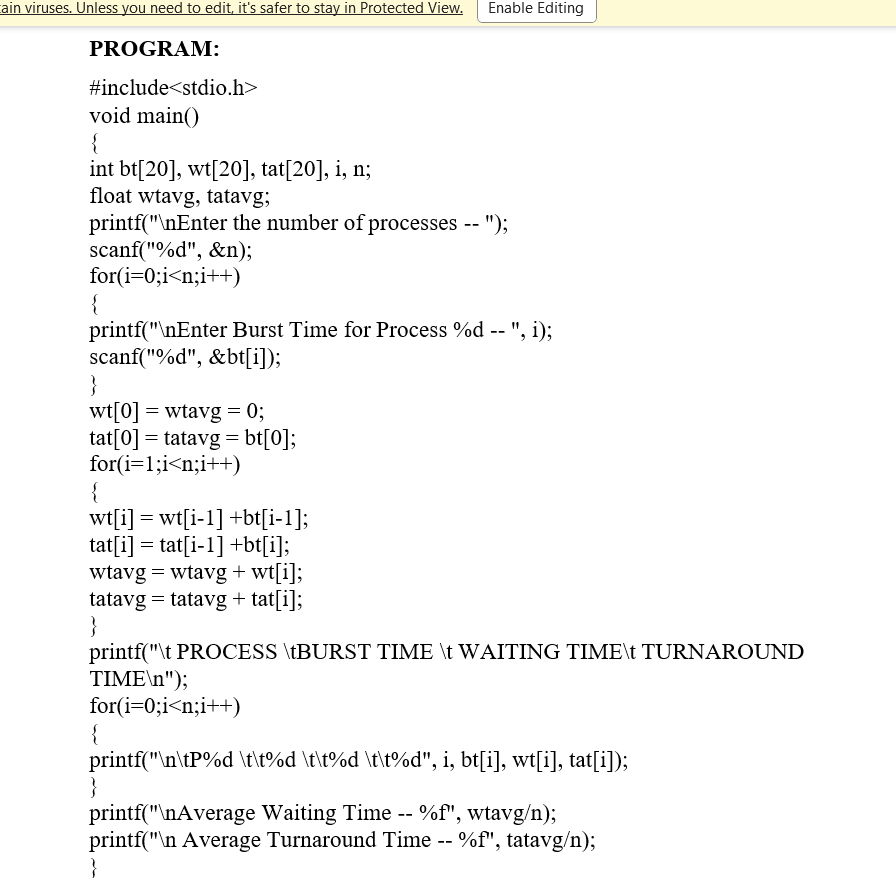 ain viruses. Unless you need to edit, it's safer to stay in Protected View. Enable Editing
PROGRAM:
#include<stdio.h>
void main()
{
int bt[20], wt[20], tat[20], i, n;
float wtavg, tatavg;
printf("\nEnter the number of processes -- ");
scanf("%d", &n);
for(i=0;i<n;i++)
{
printf("\nEnter Burst Time for Process %d -- ", i);
scanf("%d", &bt[i]);
}
wt[0] = wtavg = 0;
tat[0] = tatavg = bt[0];
for(i=1;i<n;i++)
{
wt[i] = wt[i-1] +bt[i-1];
tat[i] = tat[i-1] +bt[i];
wtavg = wtavg + wt[i];
tatavg = tatavg + tat[i];
}
printf("\t PROCESS \tBURST TIME \t WAITING TIME\t TURNAROUND
TIME\n");
for(i=0;i<n;i++)
{
printf("\n\tP%d \t\t%d \t\t%d \t\t%d", i, bt[i], wt[i], tat[i]);
}
printf("\nAverage Waiting Time -- %f", wtavg/n);
printf("\n Average Turnaround Time -- %f", tatavg/n);
}